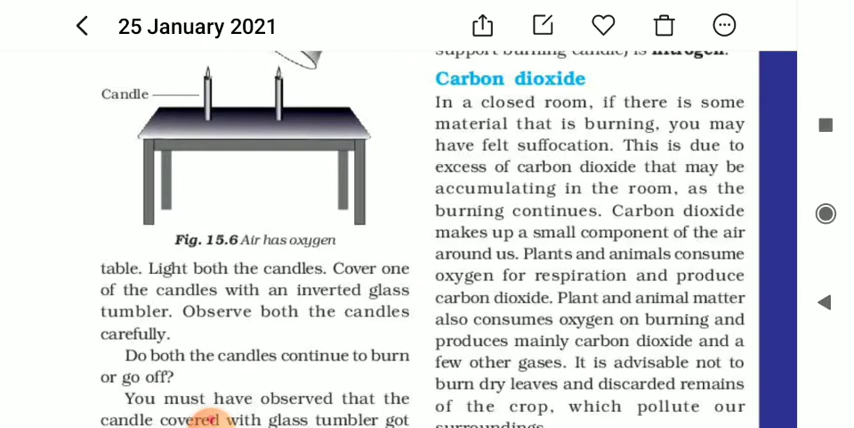 25 January 2021
Candle
Fig. 15.6 Air has oxygen
table. Light both the candles. Cover one
of the candles with an inverted glass
tumbler. Observe both the candles
carefully.
Do both the candles continue to burn
or go off?
You must have observed that the
candle covered with glass tumbler got
support burning candle) is nitrogen.
Carbon dioxide
In a closed room, if there is some
material that is burning, you may
have felt suffocation. This is due to
excess of carbon dioxide that may be
accumulating in the room, as the
burning continues. Carbon dioxide
makes up a small component of the air
around us. Plants and animals consume
oxygen for respiration and produce
carbon dioxide. Plant and animal matter
also consumes oxygen on burning and
produces mainly carbon dioxide and a
few other gases. It is advisable not to
burn dry leaves and discarded remains
of the crop, which pollute our
surroundings.